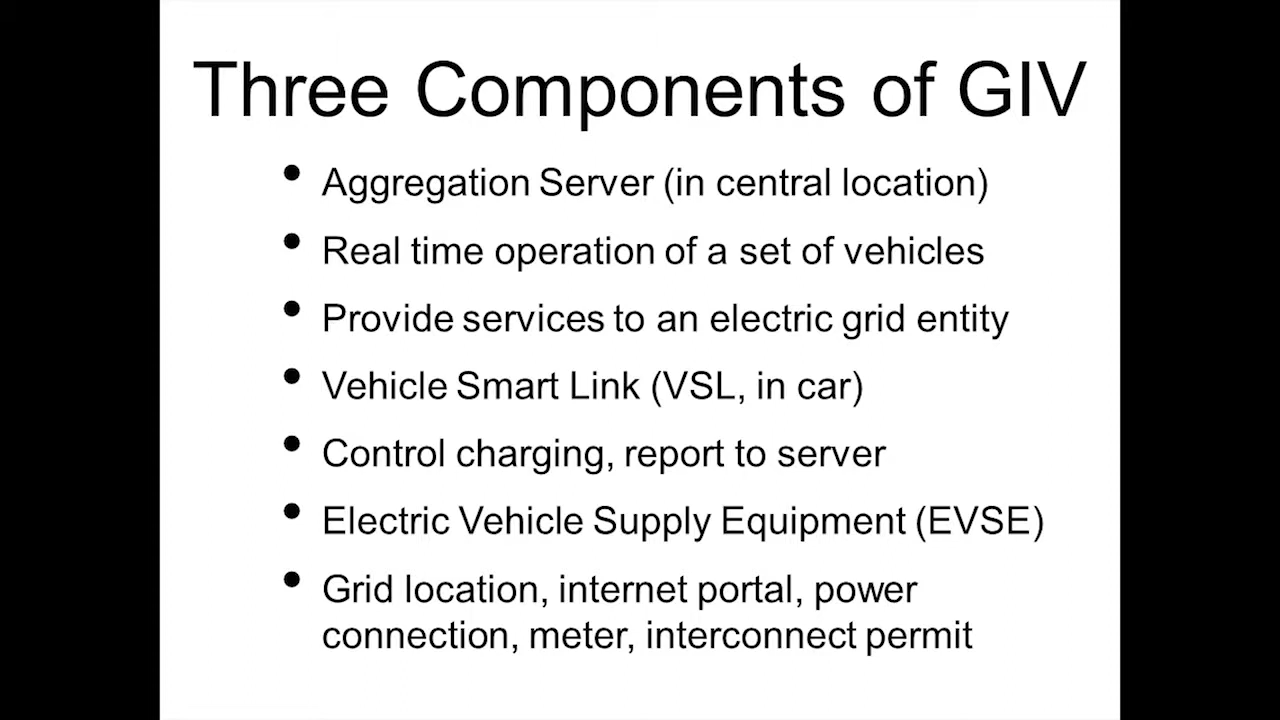 Three Components of GIV
• Aggregation Server (in central location)
• Real time operation of a set of vehicles
• Provide services to an electric grid entity
• Vehicle Smart Link (VSL, in car)
• Control charging, report to server
• Electric Vehicle Supply Equipment (EVSE)
• Grid location, internet portal, power
connection, meter, interconnect permit